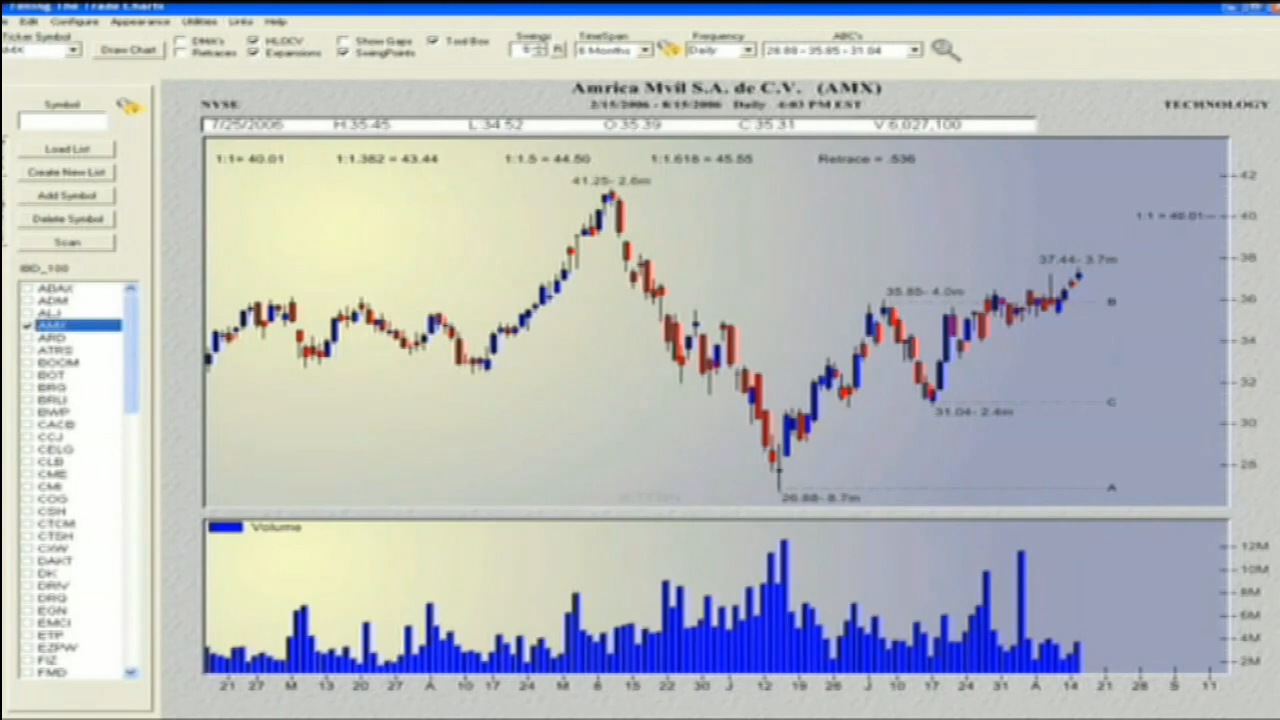 Edit Configure Appearance Utilities Links Help
Ticker Symbol
AMX
Draw Chart
DMA's
Retraces
HLOCV
Expansions
Show Gaps
SwingPoints
Tool Box
Swings
TimeSpan
6 Months
Frequency
Daily
ABC's
26.88 - 35.85 - 31.04
Amrica Mvil S.A. de C.V. (AMX)
NYSE
2/15/2006 - 8/15/2006 Daily 4:03 PM EST
TECHNOLOGY
7/25/2006 H:35.45 L:34.52 O:35.39 C:35.31 V:6,027,100
1:1= 40.01 1:1.382 = 43.44 1:1.5 = 44.50 1:1.618 = 45.55 Retrace = .536
Symbol
Load List
Create New List
Add Symbol
Delete Symbol
Scan
IBD_100
ABAX
ADM
ALJ
AMX
ARD
ATRS
BOOM
BOT
BRG
BRLI
BWP
CACB
CCJ
CELG
CLB
CME
CMI
COG
CSH
CTCM
CTSH
CXW
DAKT
DK
DRIV
DRQ
EGN
EMCI
ETP
EZPW
FIZ
FMD
41.25- 2.6m
1:1 = 40.01
37.44- 3.7m
35.85- 4.0m
B
31.04- 2.4m
C
26.88- 8.7m
A
42
40
38
36
34
32
30
28
Volume
12M
10M
8M
6M
4M
2M
21 27 M 13 20 27 A 10 17 24 M 8 15 22 30 J 12 19 26 J 10 17 24 31 A 14 21 28 S 11